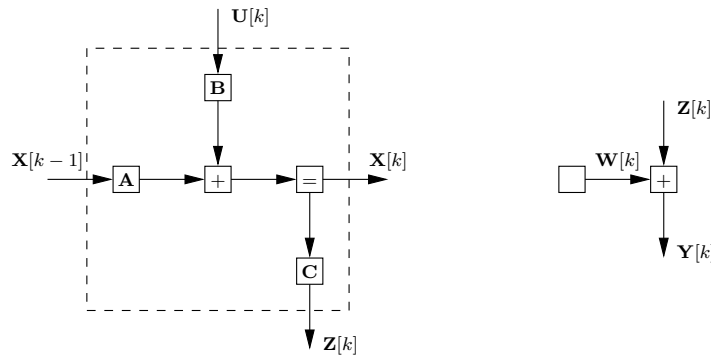 U[k]
B
X[k − 1]
A
+
=
X[k]
C
Z[k]
Z[k]
W[k]
+
Y[k]